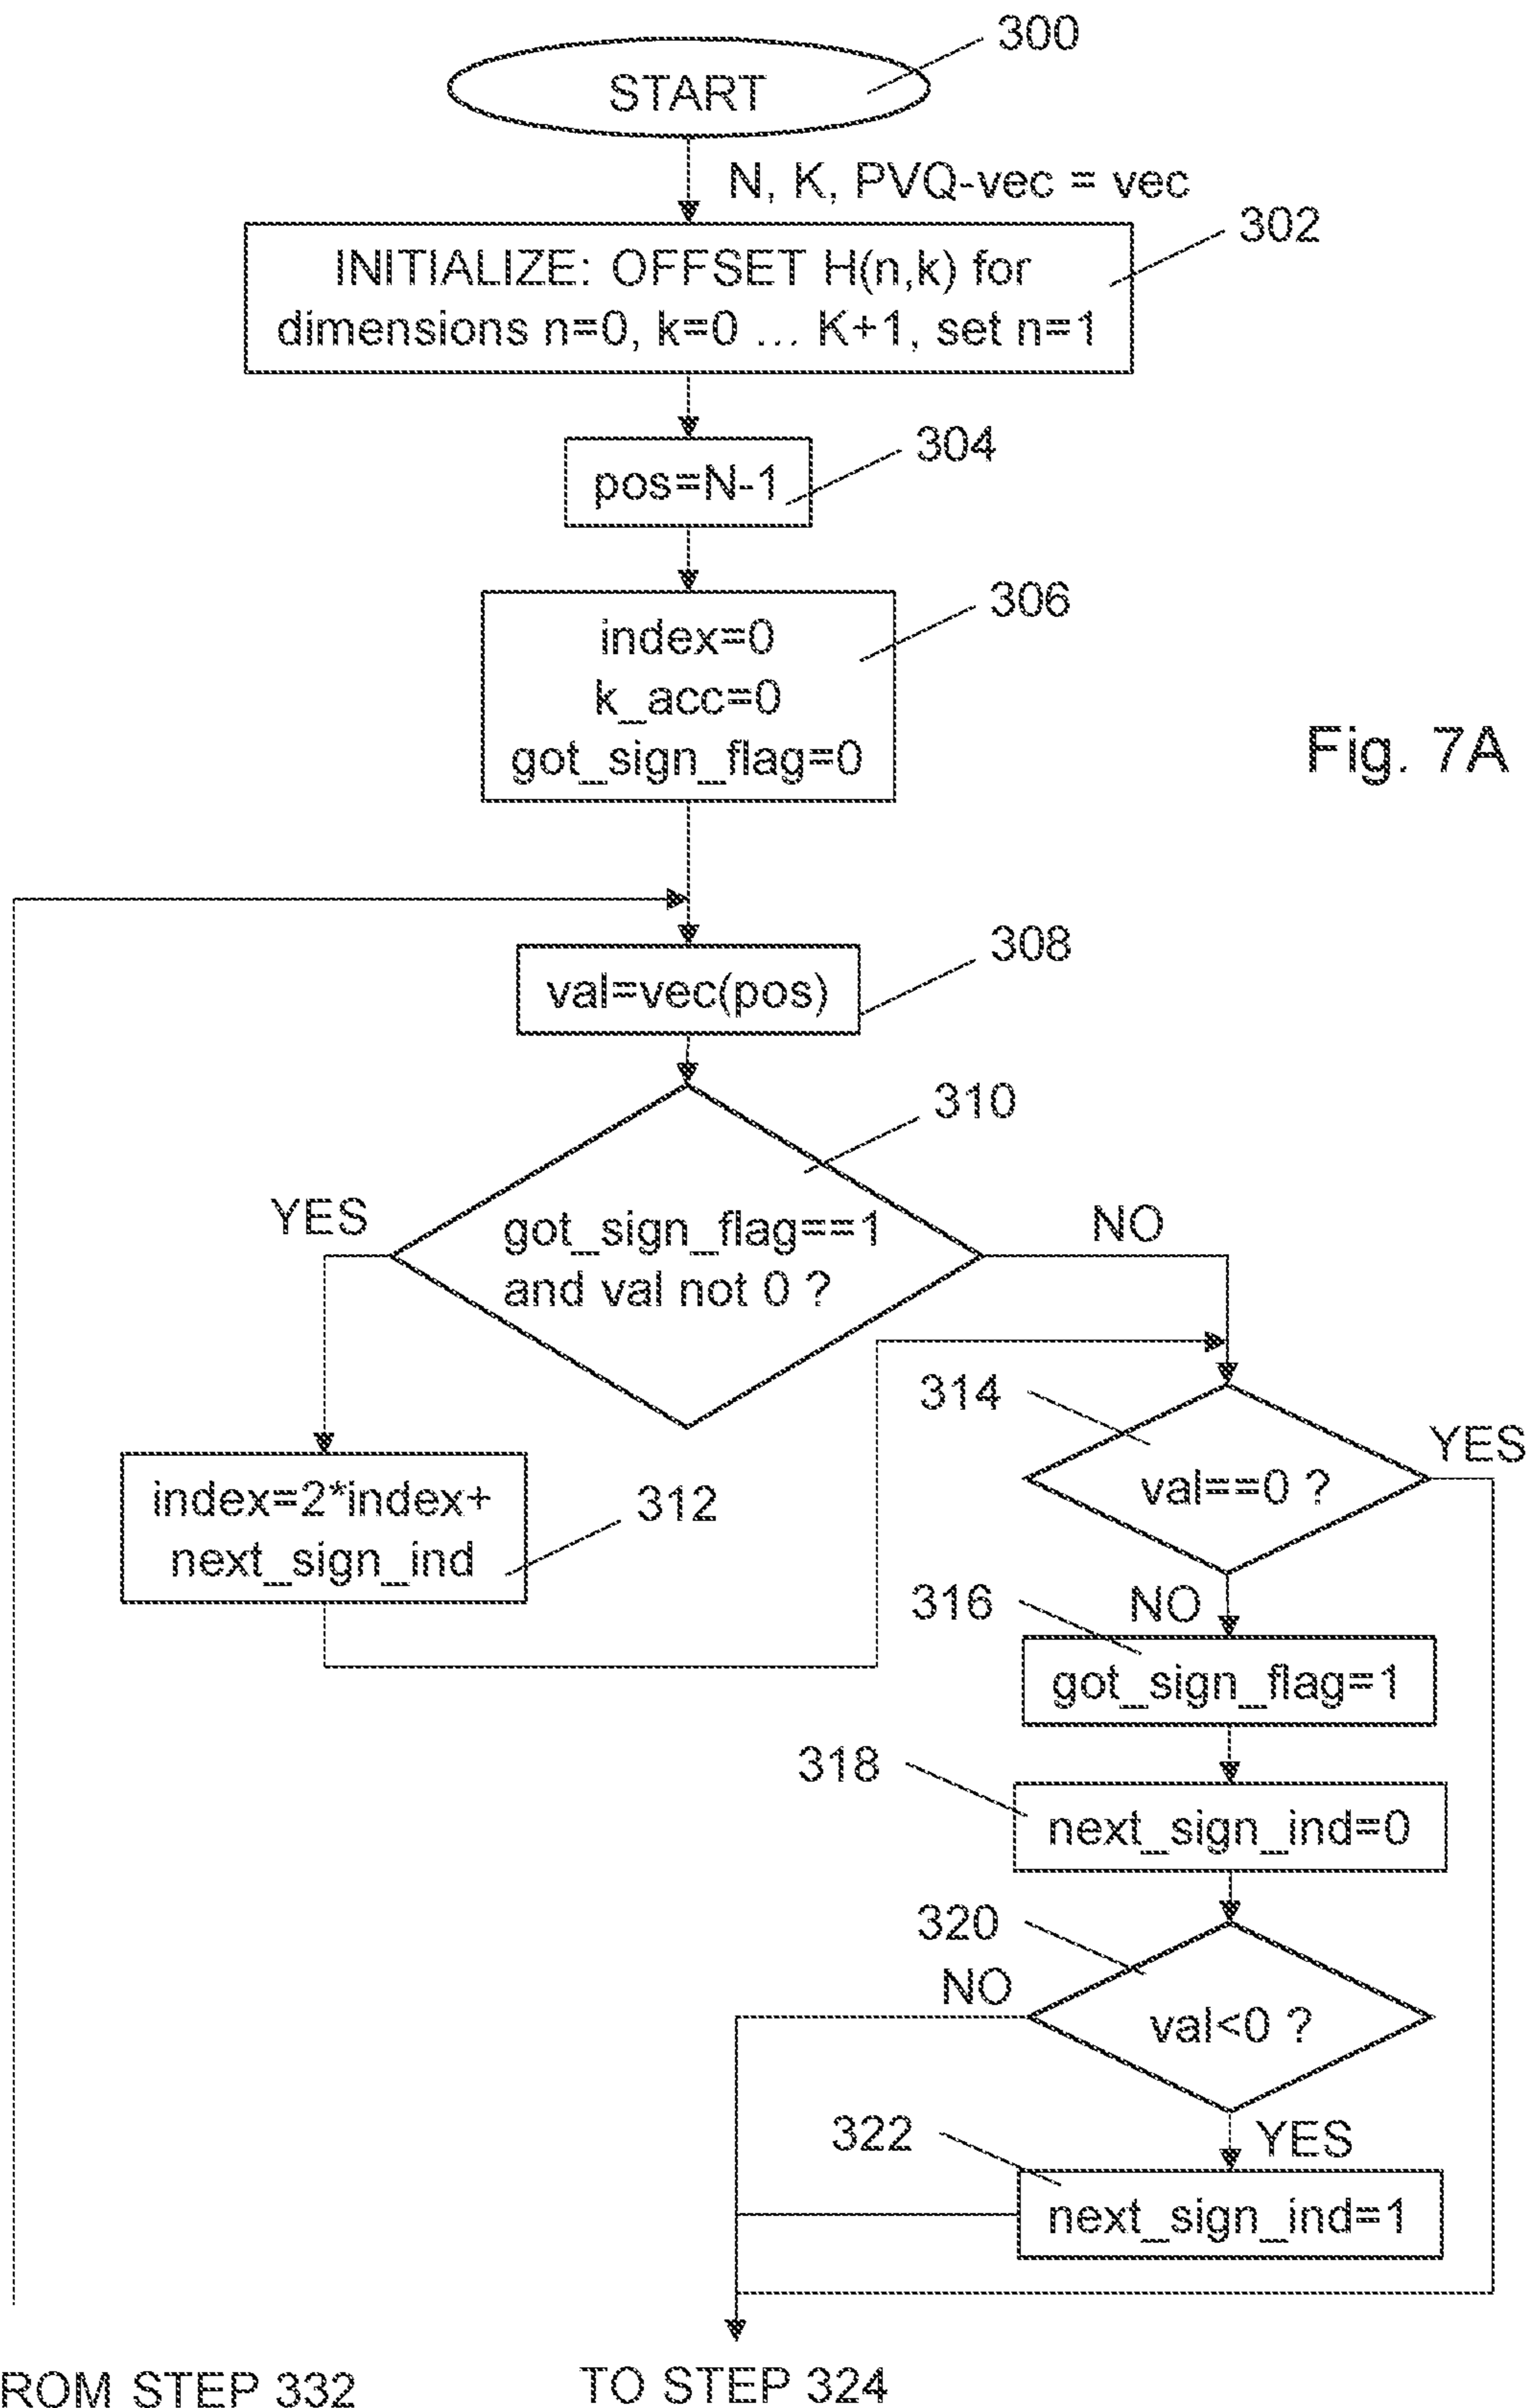 300
START
N, K, PVQ-vec = vec
302
INITIALIZE: OFFSET H(n,k) for
dimensions n=0, k=0 ... K+1, set n=1
304
pos=N-1
306
index=0
k_acc=0
got_sign_flag=0
Fig. 7A
308
val=vec(pos)
310
YES
got_sign_flag==1
and val not 0 ?
NO
314
YES
val==0 ?
index=2*index+
next_sign_ind
312
316
NO
got_sign_flag=1
318
next_sign_ind=0
320
NO
val<0 ?
322
YES
next_sign_ind=1
ROM STEP 332
TO STEP 324